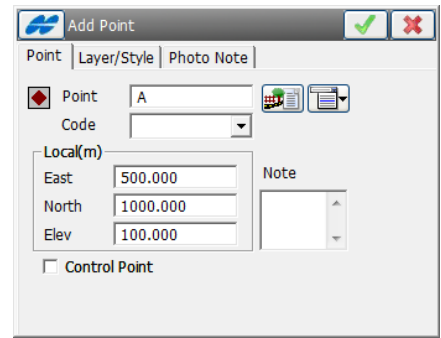 Add Point
Point Layer/Style Photo Note
Point A
Code
Local(m)
East 500.000 Note
North 1000.000
Elev 100.000
Control Point